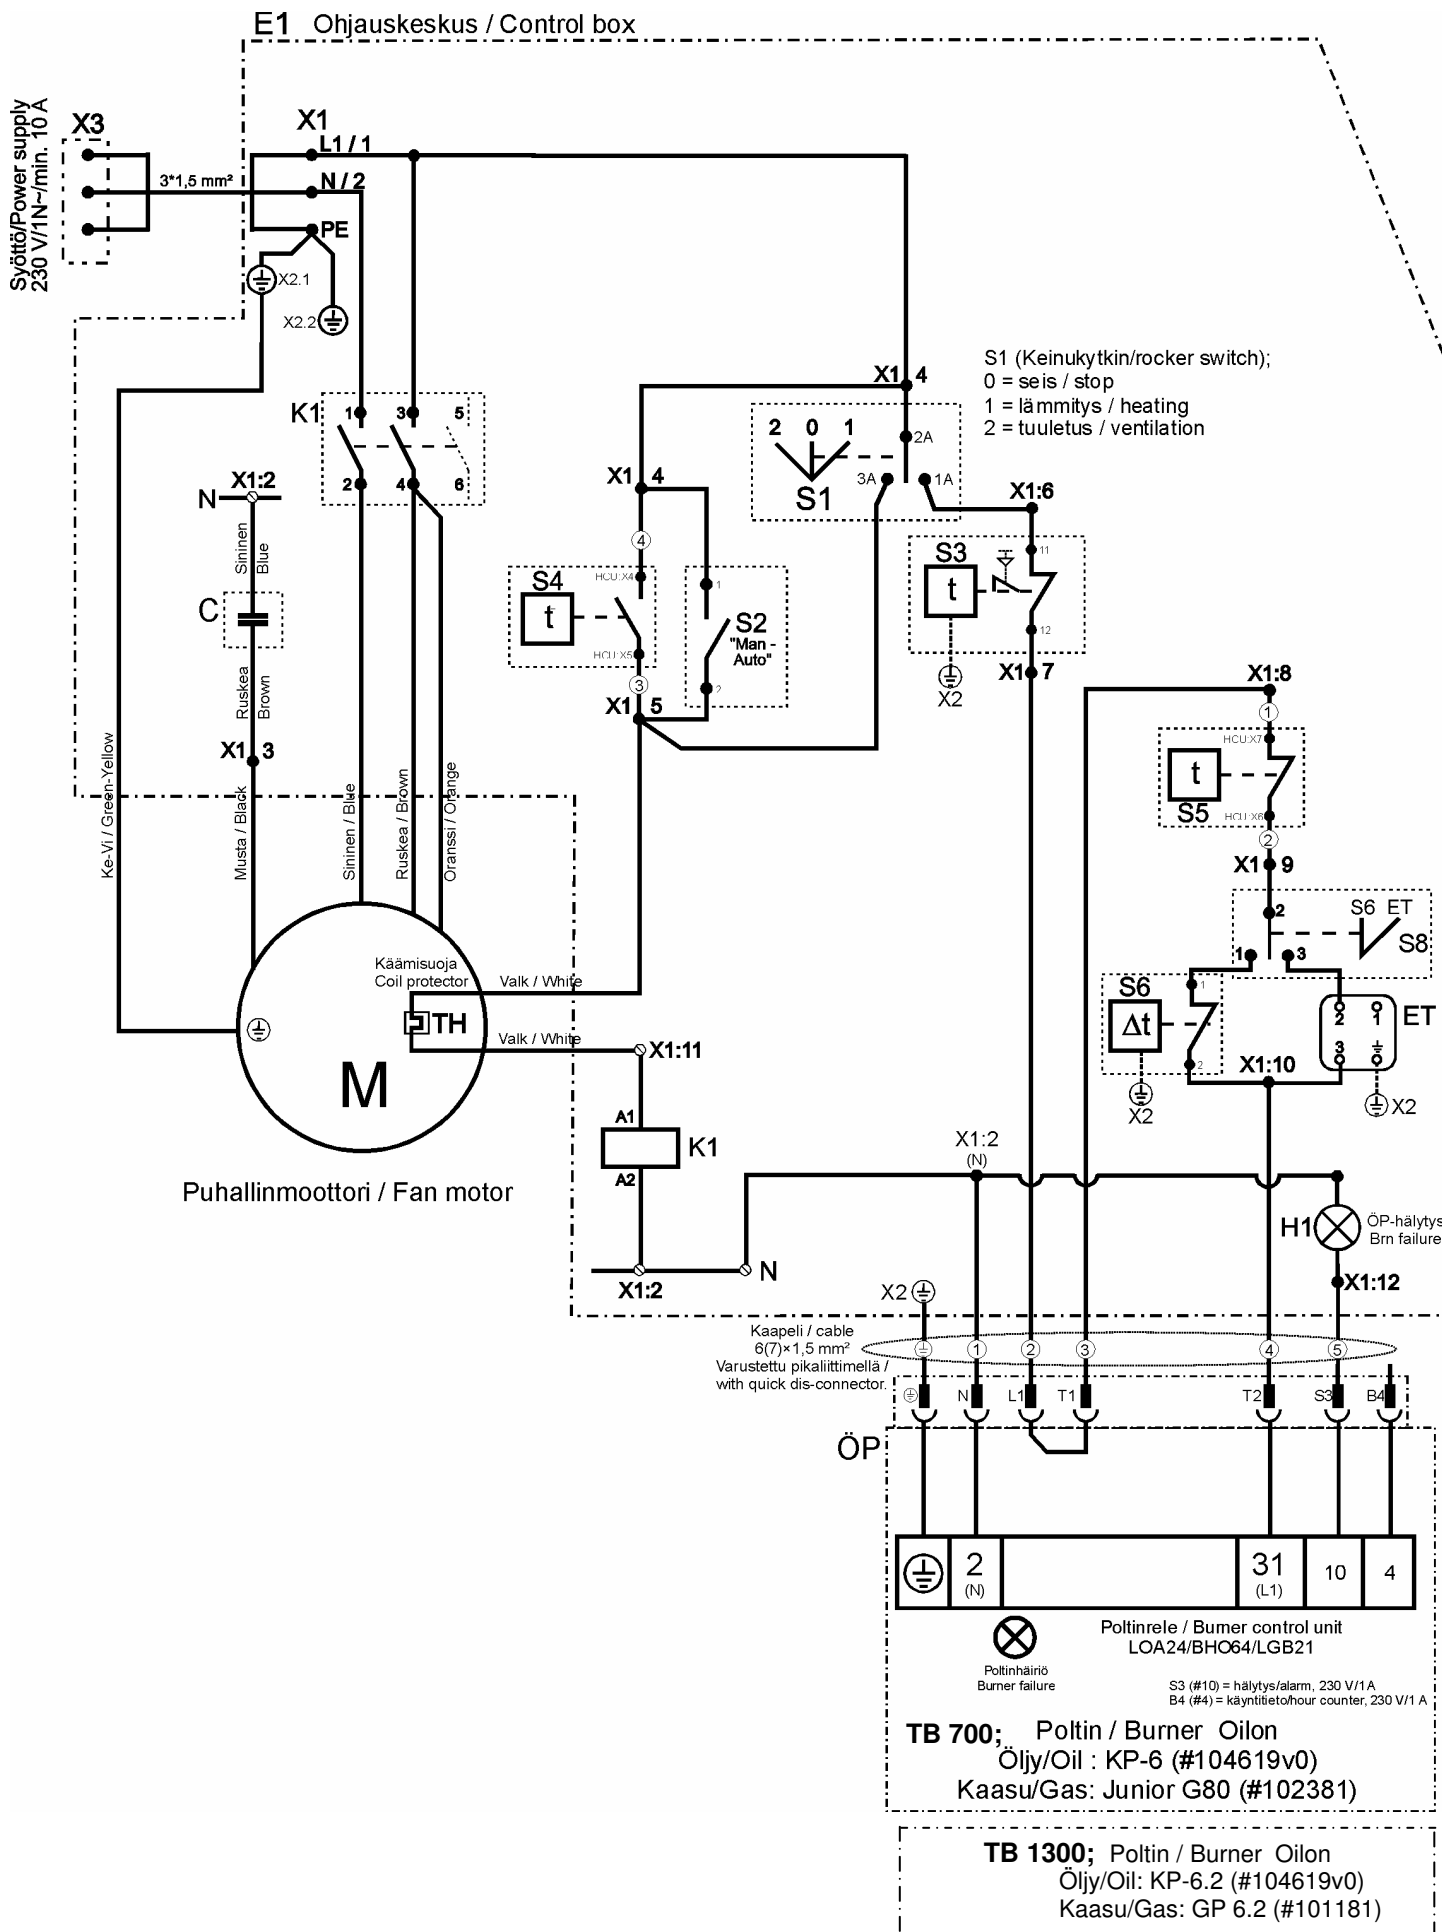 E1 Ohjauskeskus / Control box
Syöttö/Power supply
230 V/1N~/min. 10 A
X3
3*1,5 mm²
X1
L1 / 1
N / 2
PE
X2.1
X2.2
K1
1 3 5
2 4 6
X1:2
N
Sininen
Blue
C
Ruskea
Brown
X1 3
Ke-Vi / Green-Yellow
Musta / Black
Sininen / Blue
Ruskea / Brown
Oranssi / Orange
X1 4
S1 (Keinukytkin/rocker switch);
0 = seis / stop
1 = lämmitys / heating
2 = tuuletus / ventilation
2 0 1
S1
2A
3A
1A
X1 4
4
S4
t
HCU:X4
HCU:X5
3
X1 5
1
S2
"Man -
Auto"
2
X1:6
S3
t
11
12
X2
X1 7
X1:8
1
HCU:X7
t
S5
HCU:X6
2
X1 9
2
S6 ET
S8
1 3
S6
Δt
1
2
X2
X1:10
ET
2 1
3
X2
Käämisuoja
Coil protector
TH
M
Valk / White
Valk / White
Puhallinmoottori / Fan motor
X1:11
A1
K1
A2
X1:2
N
X1:2
(N)
H1
ÖP-hälytys
Brn failure
X1:12
X2
Kaapeli / cable
6(7)×1,5 mm²
Varustettu pikaliittimellä /
with quick dis-connector.
1 2 3 4 5
N L1 T1 T2 S3 B4
ÖP
2
(N)
31
(L1)
10
4
Poltinhäiriö
Burner failure
Poltinrele / Burner control unit
LOA24/BHO64/LGB21
S3 (#10) = hälytys/alarm, 230 V/1A
B4 (#4) = käyntitieto/hour counter, 230 V/1 A
TB 700; Poltin / Burner Oilon
Öljy/Oil : KP-6 (#104619v0)
Kaasu/Gas: Junior G80 (#102381)
TB 1300; Poltin / Burner Oilon
Öljy/Oil: KP-6.2 (#104619v0)
Kaasu/Gas: GP 6.2 (#101181)